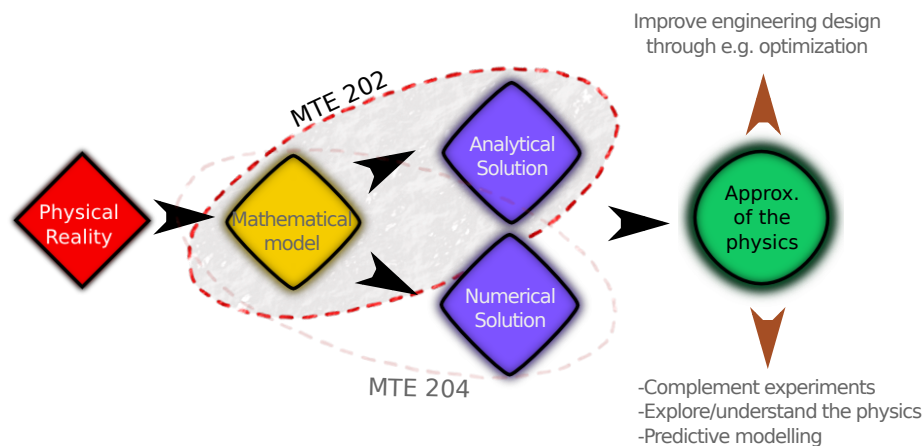 Improve engineering design
through e.g. optimization
MTE 202
Analytical
Solution
Physical
Reality
Mathematical
model
Approx.
of the
physics
Numerical
Solution
MTE 204
-Complement experiments
-Explore/understand the physics
-Predictive modelling